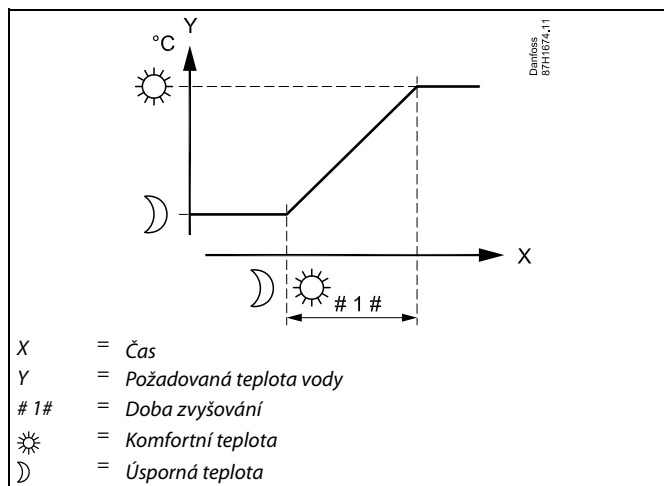 Y
°C
Danfoss
87H1674.11
X
# 1 #
X = Čas
Y = Požadovaná teplota vody
# 1# = Doba zvyšování
= Komfortní teplota
= Úsporná teplota